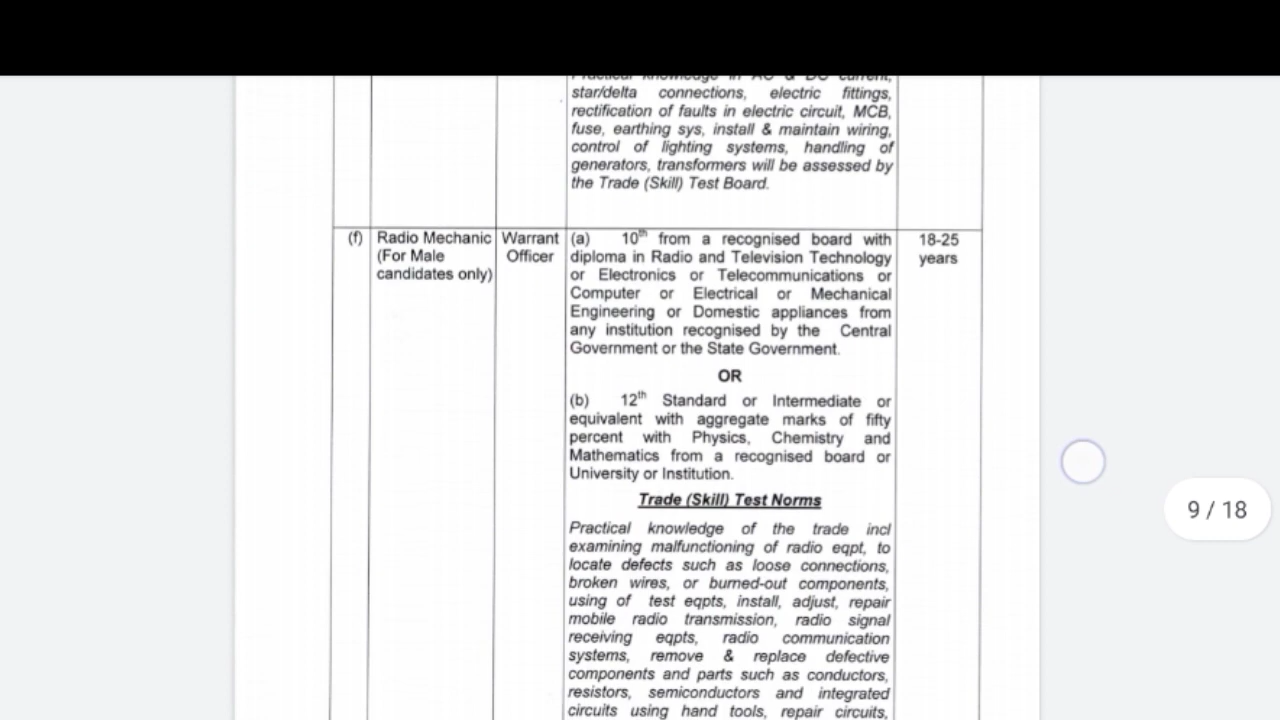 Practical knowledge in AC & DC current,
star/delta connections, electric fittings,
rectification of faults in electric circuit, MCB,
fuse, earthing sys, install & maintain wiring,
control of lighting systems, handling of
generators, transformers will be assessed by
the Trade (Skill) Test Board.
(f) Radio Mechanic Warrant (a) 10th from a recognised board with 18-25
(For Male Officer diploma in Radio and Television Technology years
candidates only) or Electronics or Telecommunications or
Computer or Electrical or Mechanical
Engineering or Domestic appliances from
any institution recognised by the Central
Government or the State Government.
OR
(b) 12th Standard or Intermediate or
equivalent with aggregate marks of fifty
percent with Physics, Chemistry and
Mathematics from a recognised board or
University or Institution.
Trade (Skill) Test Norms
Practical knowledge of the trade incl
examining malfunctioning of radio eqpt, to
locate defects such as loose connections,
broken wires, or burned-out components,
using of test eqpts, install, adjust, repair
mobile radio transmission, radio signal
receiving eqpts, radio communication
systems, remove & replace defective
components and parts such as conductors,
resistors, semiconductors and integrated
circuits using hand tools, repair circuits,
9 / 18